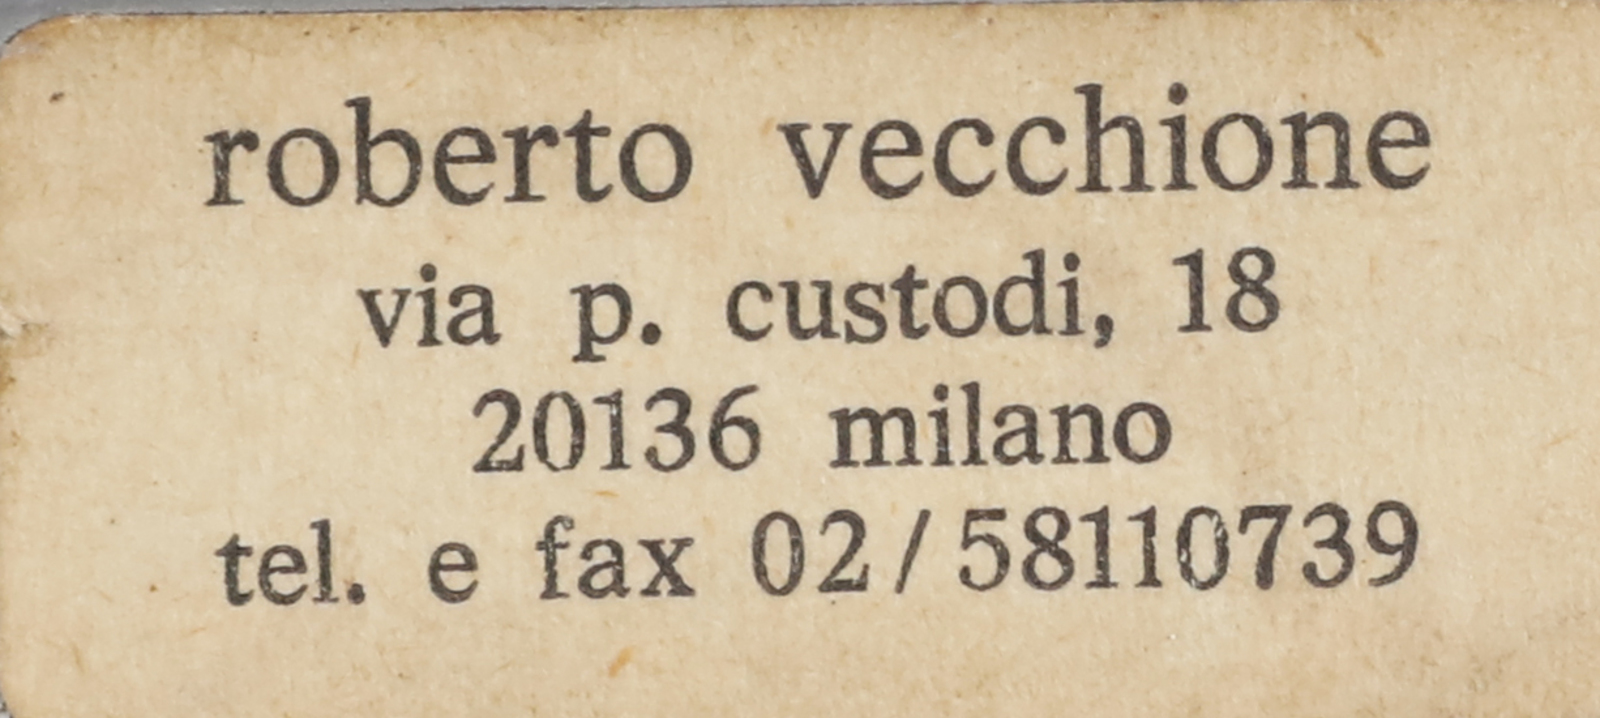 roberto vecchione
via p. custodi, 18
20136 milano
tel. e fax 02/58110739